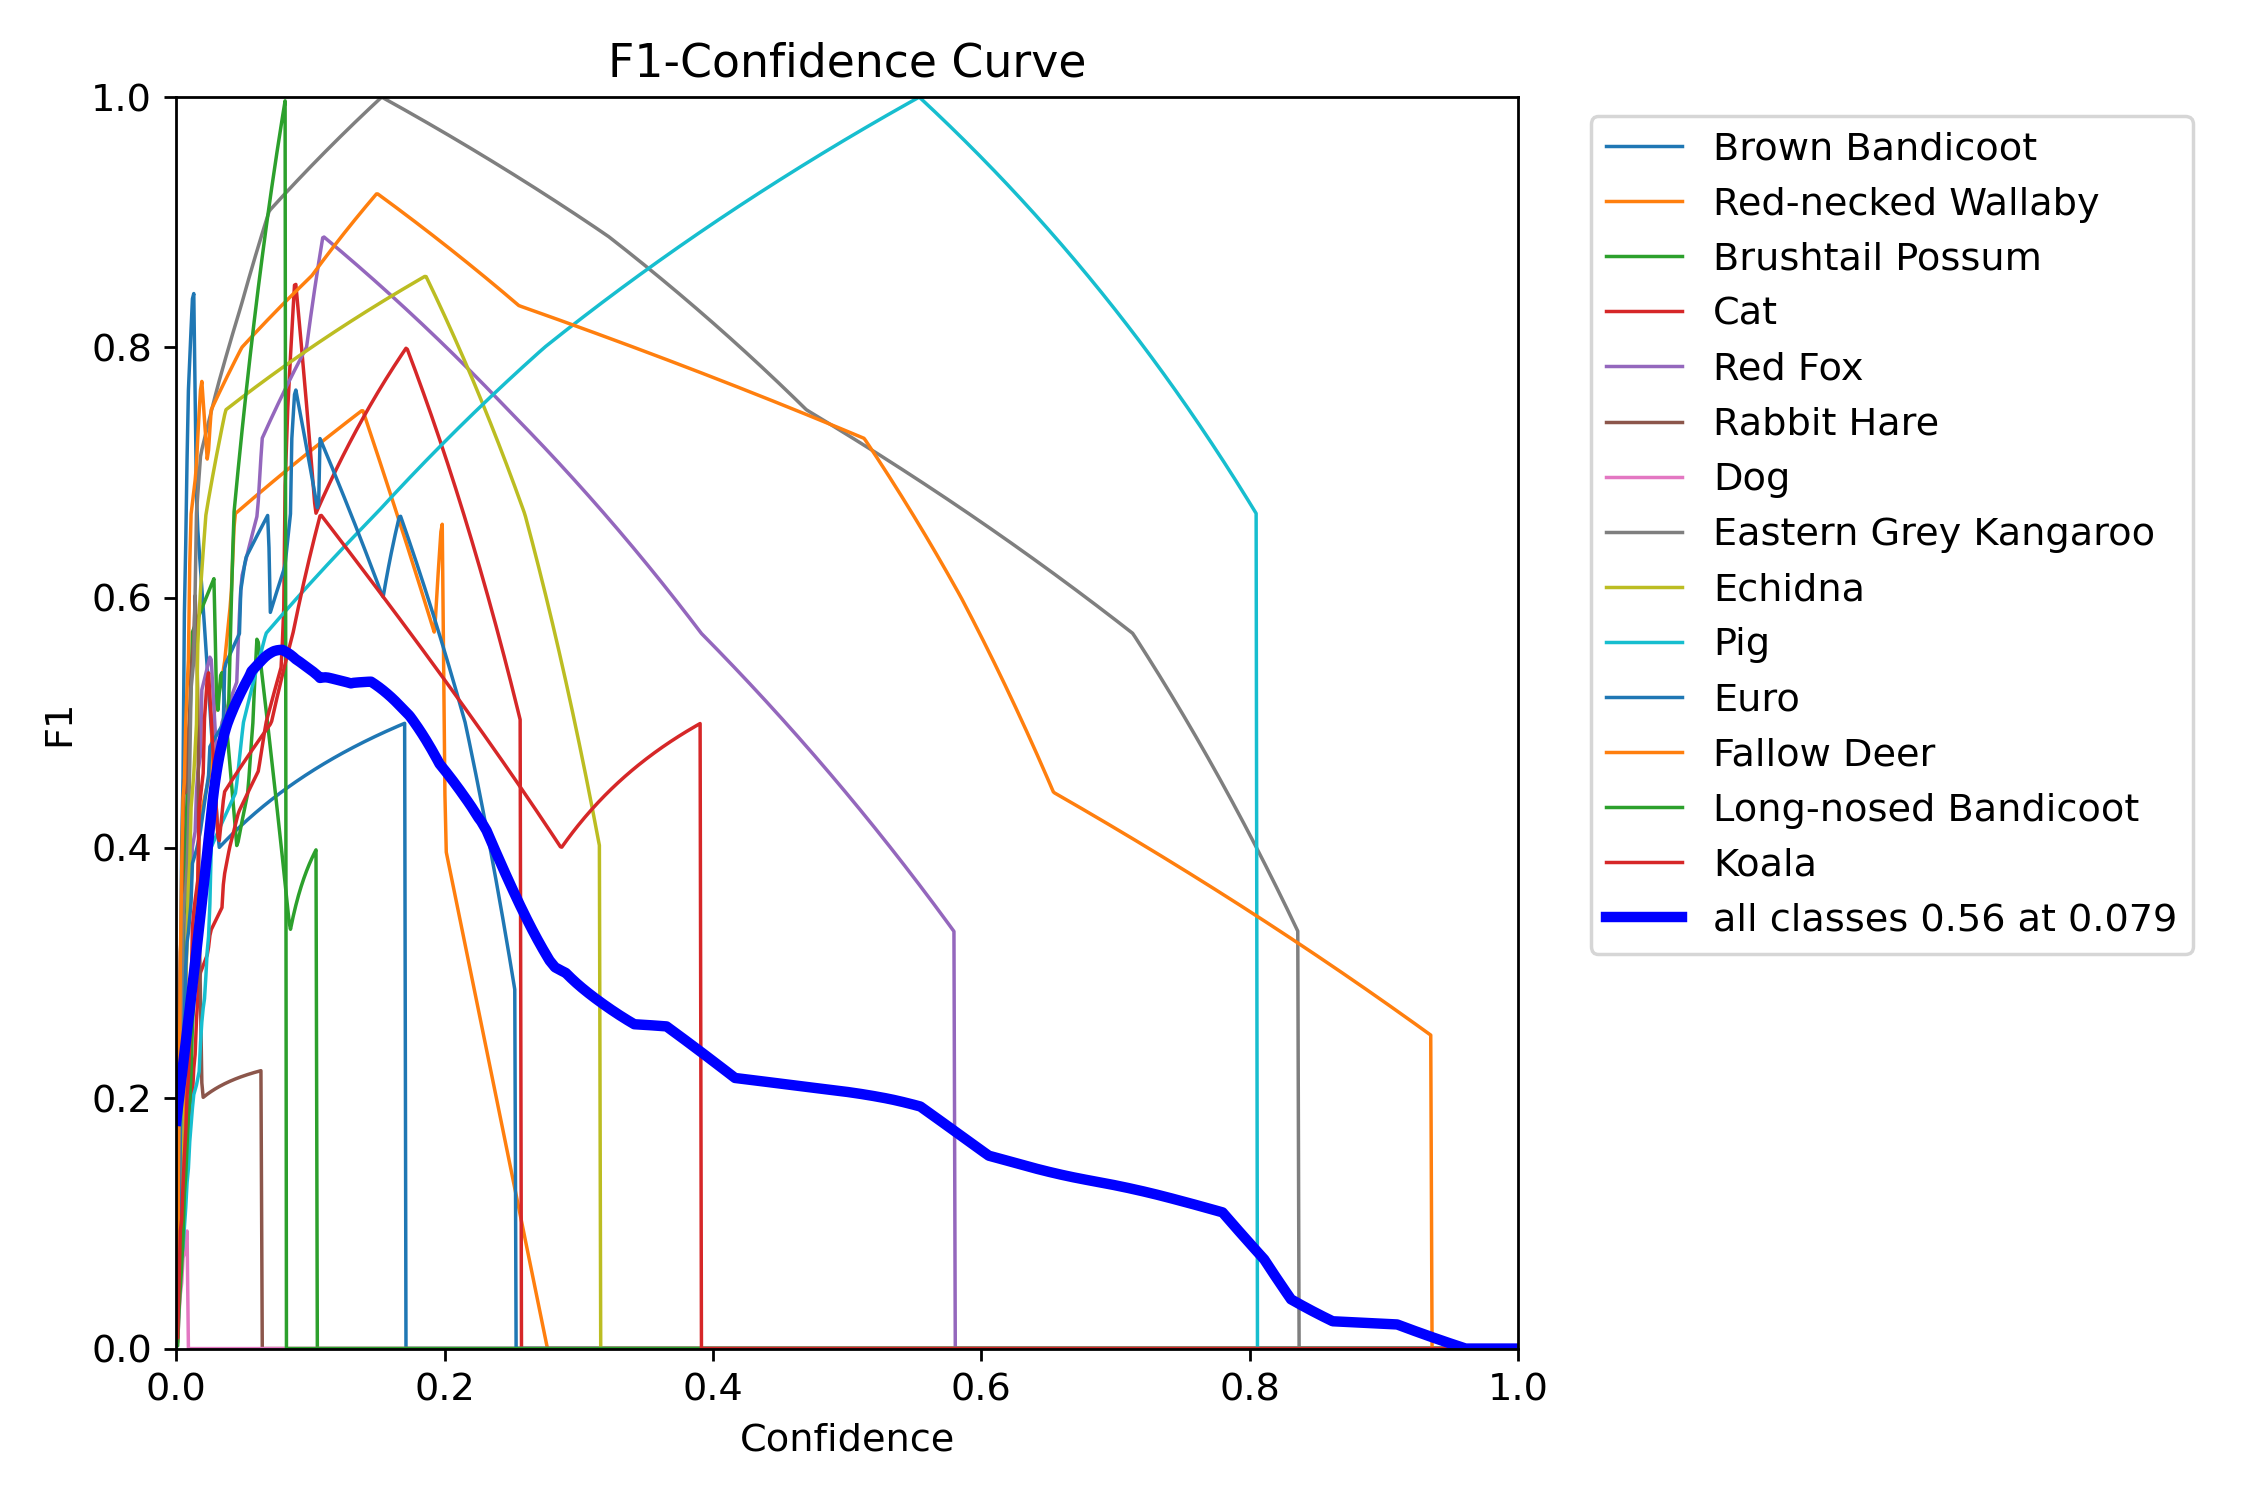 F1-Confidence Curve
1.0
0.8
0.6
0.4
0.2
0.0
F1
0.0 0.2 0.4 0.6 0.8 1.0
Confidence
Brown Bandicoot
Red-necked Wallaby
Brushtail Possum
Cat
Red Fox
Rabbit Hare
Dog
Eastern Grey Kangaroo
Echidna
Pig
Euro
Fallow Deer
Long-nosed Bandicoot
Koala
all classes 0.56 at 0.079